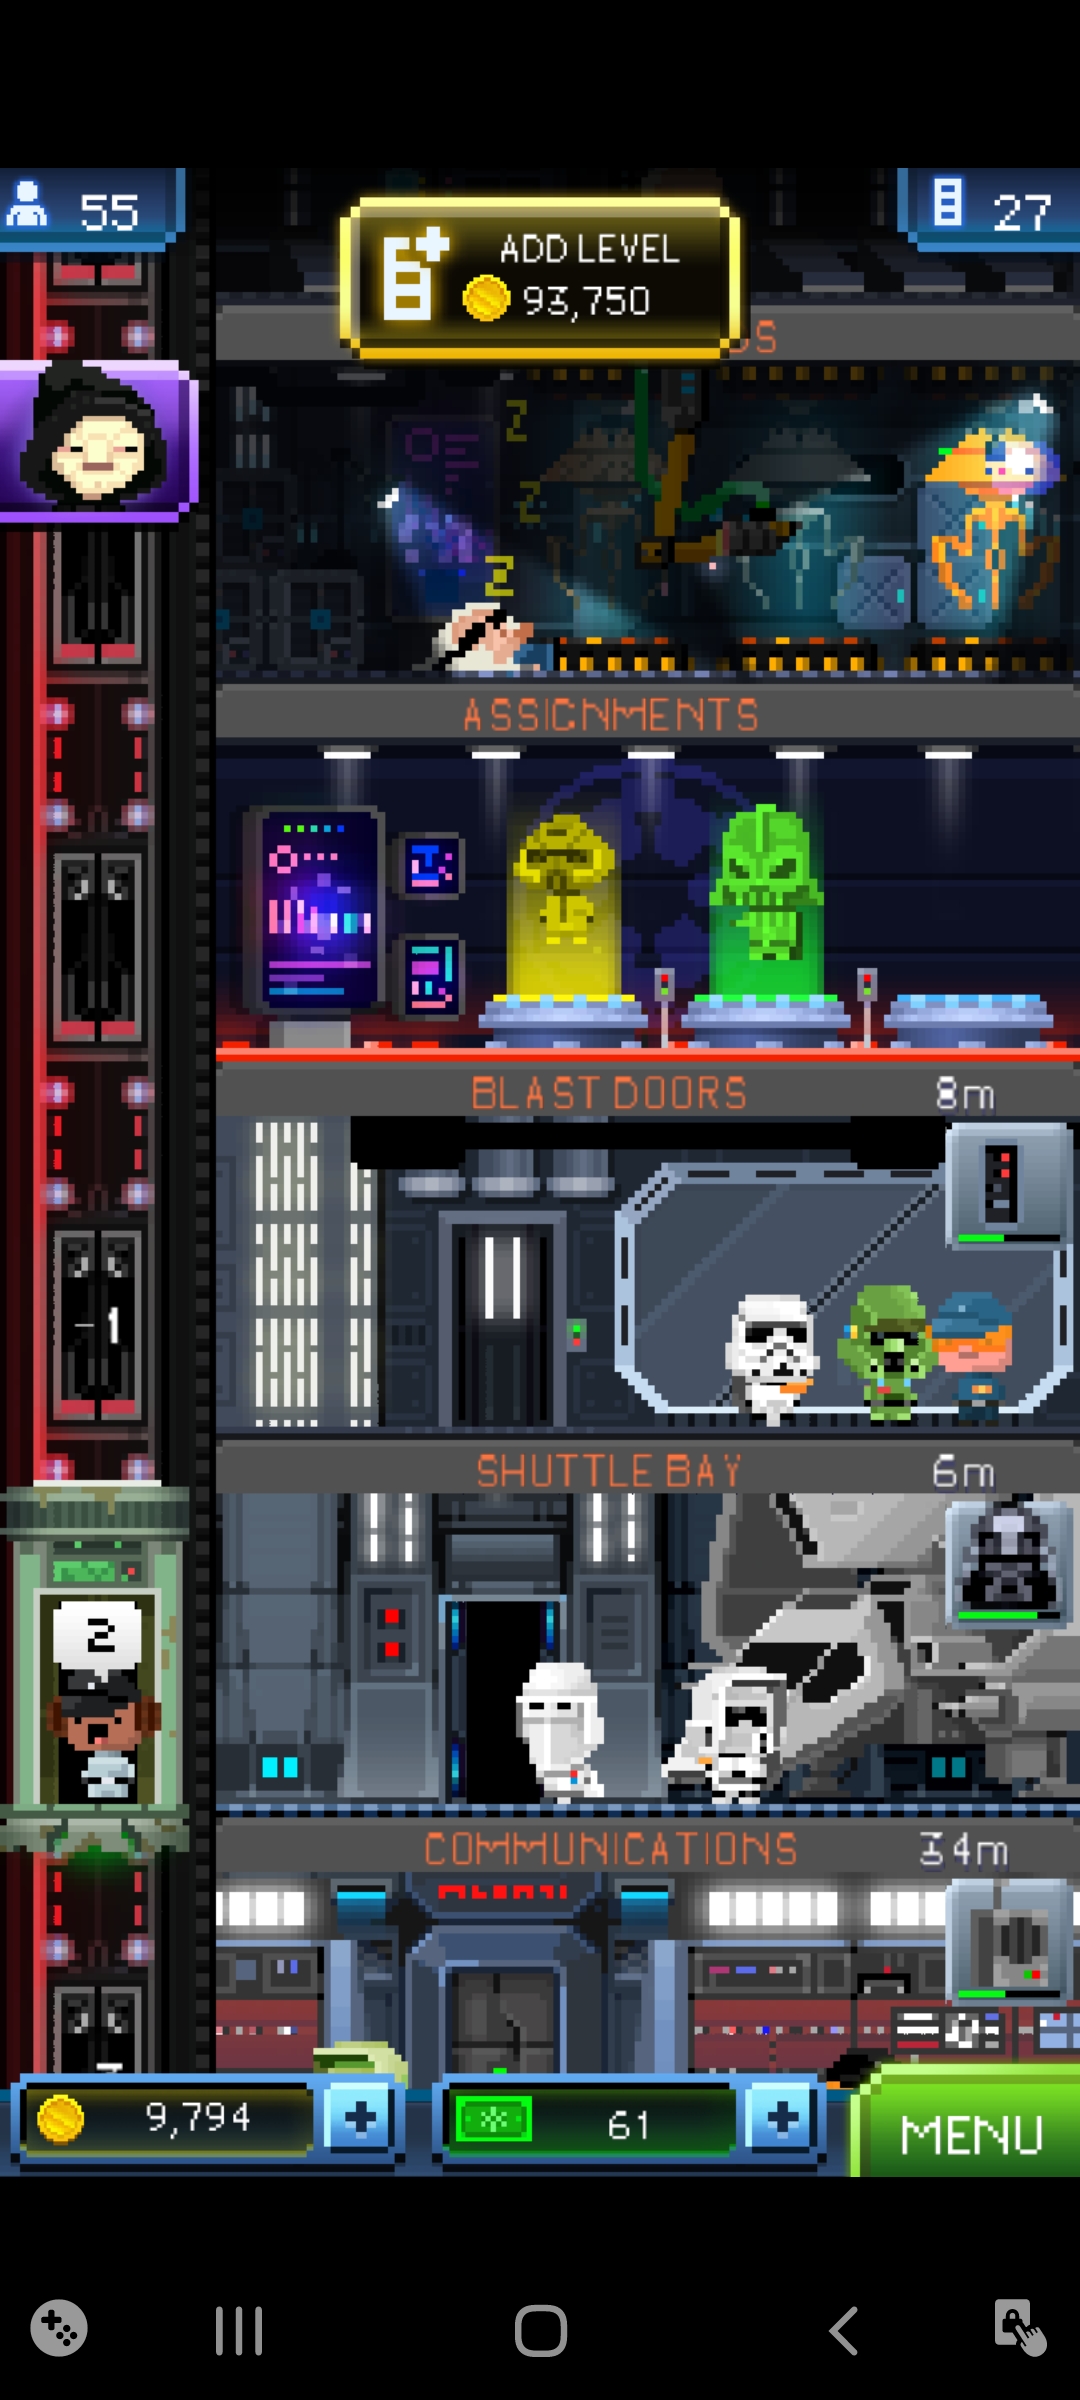 55
ADD LEVEL
93,750
27
DS
Z
Z
Z
ASSIGNMENTS
BLAST DOORS 8m
-1
SHUTTLE BAY 6m
2
COMMUNICATIONS 34m
9,794
61
MENU